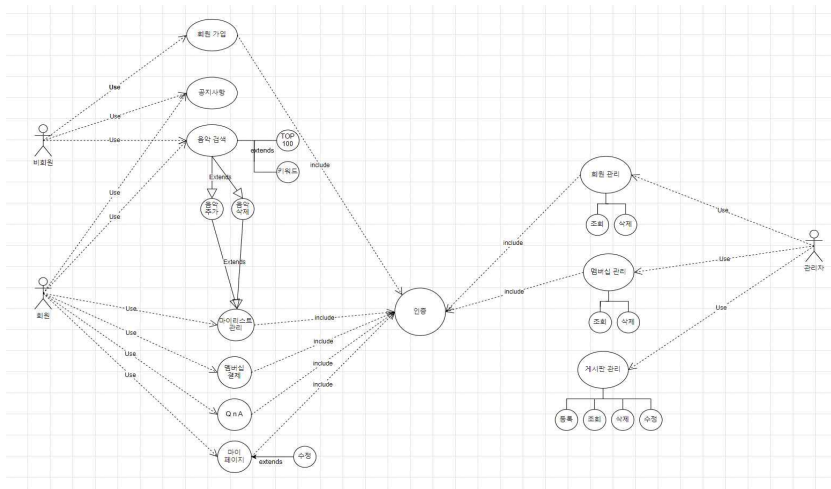 회원 가입
Use
공지사항
Use
TOP
100
음악 검색
Use
extends
비회원
include
키워드
회원 관리
Extends
Use
음악
추가
음악
삭제
Use
Use
조회
삭제
관리자
include
Use
Extends
멤버십 관리
include
회원
Use
마이리스트
관리
include
인증
조회
삭제
Use
Use
include
Use
멤버십
결제
include
게시판 관리
Use
include
Q n A
등록
조회
삭제
수정
마이
페이지
extends
수정